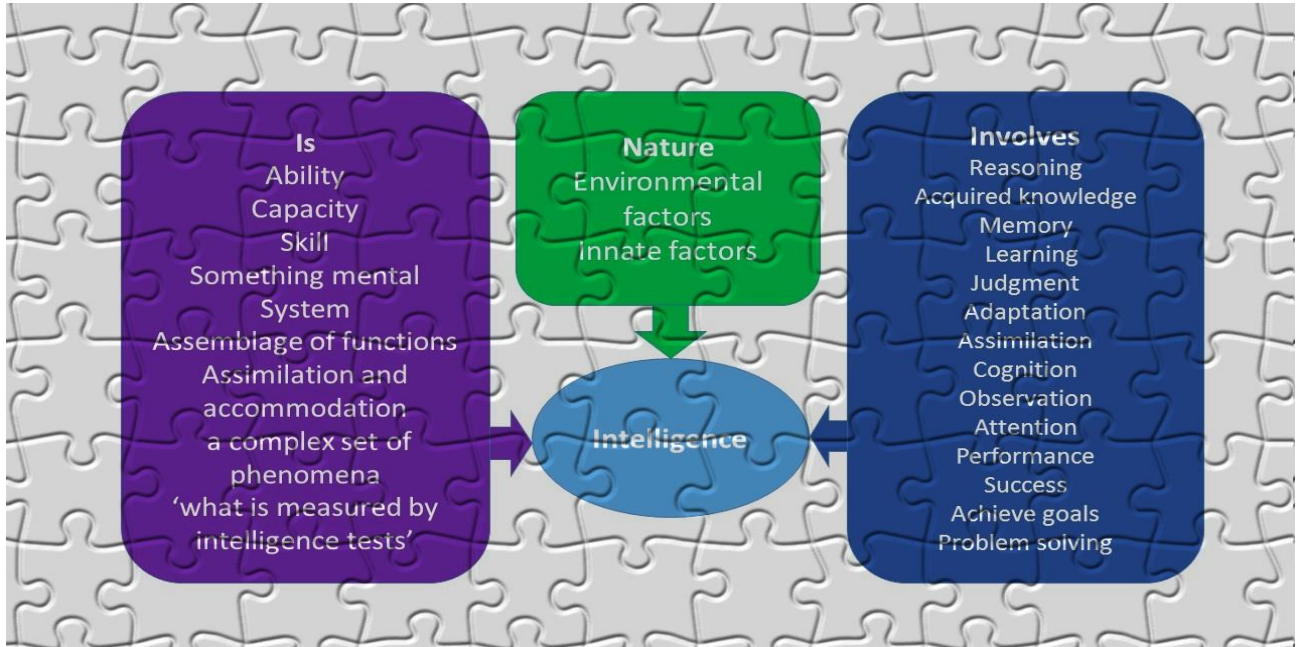 Is
Ability
Capacity
Skill
Something mental
System
Assemblage of functions
Assimilation and
accommodation
a complex set of
phenomena
‘what is measured by
intelligence tests’
Nature
Environmental
factors
Innate factors
Intelligence
Involves
Reasoning
Acquired knowledge
Memory
Learning
Judgment
Adaptation
Assimilation
Cognition
Observation
Attention
Performance
Success
Achieve goals
Problem solving